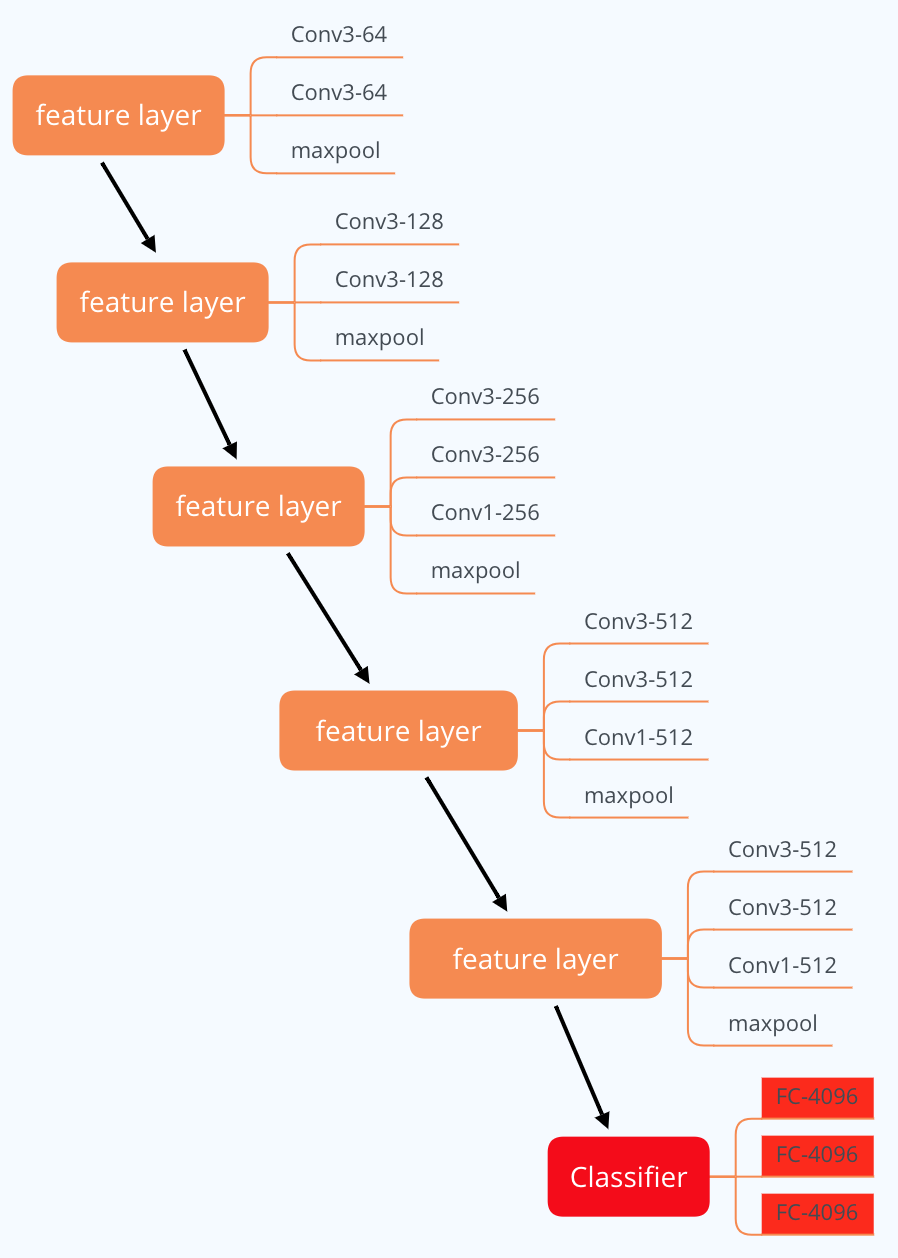 feature layer
Conv3-64
Conv3-64
maxpool
feature layer
Conv3-128
Conv3-128
maxpool
feature layer
Conv3-256
Conv3-256
Conv1-256
maxpool
feature layer
Conv3-512
Conv3-512
Conv1-512
maxpool
feature layer
Conv3-512
Conv3-512
Conv1-512
maxpool
Classifier
FC-4096
FC-4096
FC-4096